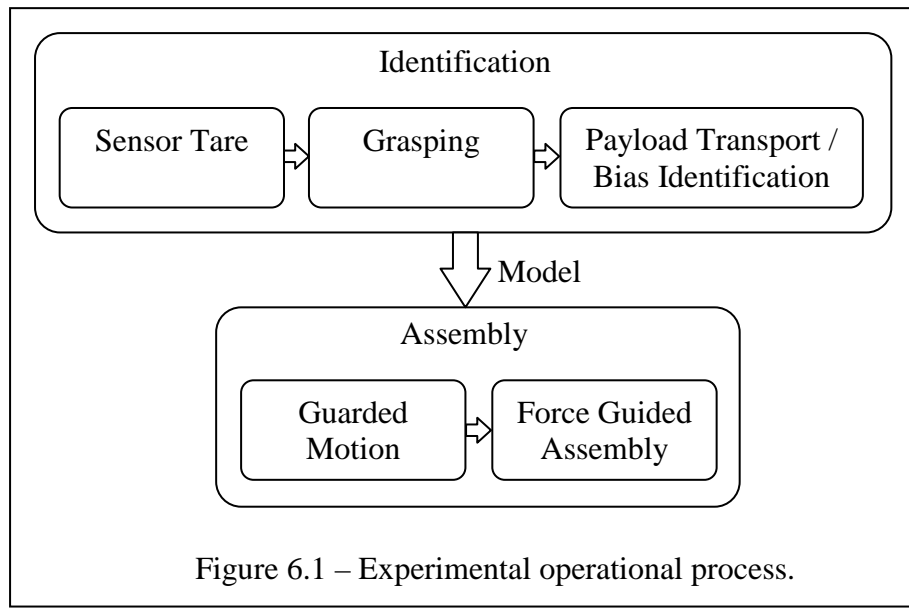 Identification
Sensor Tare
Grasping
Payload Transport /
Bias Identification
Model
Assembly
Guarded
Motion
Force Guided
Assembly
Figure 6.1 – Experimental operational process.